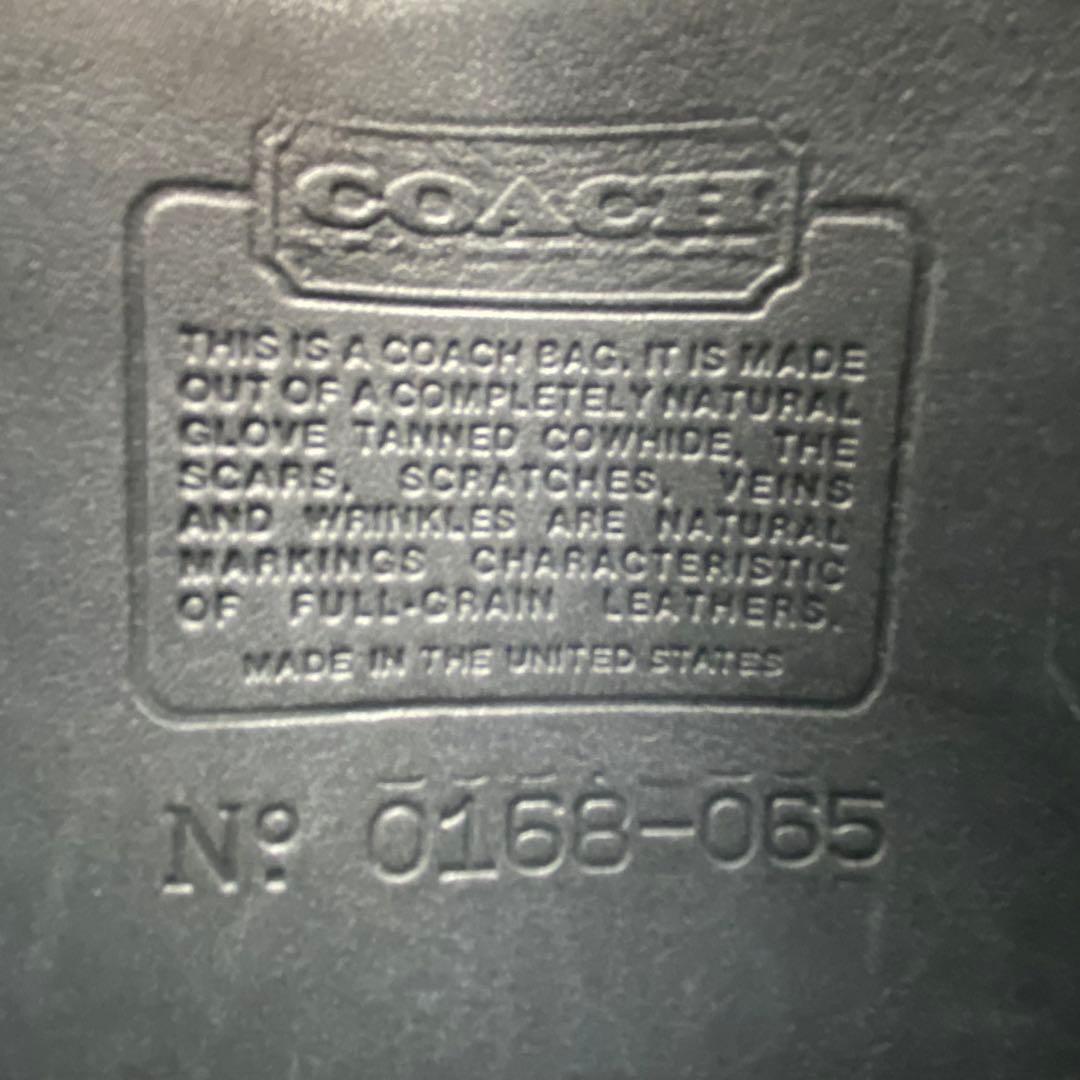 COACH
THIS IS A COACH BAG. IT IS MADE
OUT OF A COMPLETELY NATURAL
GLOVE TANNED COWHIDE, THE
SCARS, SCRATCHES, VEINS
AND WRINKLES ARE NATURAL
MARKINGS CHARACTERISTIC
OF FULL-GRAIN LEATHERS.
MADE IN THE UNITED STATES
Nº 0168-065